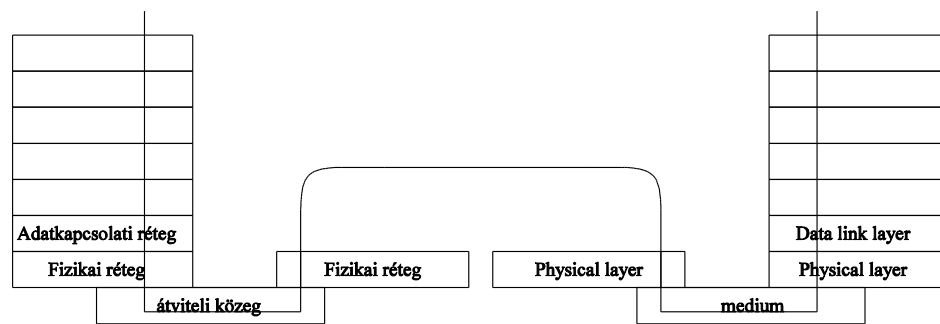 Adatkapcsolati réteg
Data link layer
Fizikai réteg
Fizikai réteg
Physical layer
Physical layer
átviteli közeg
medium